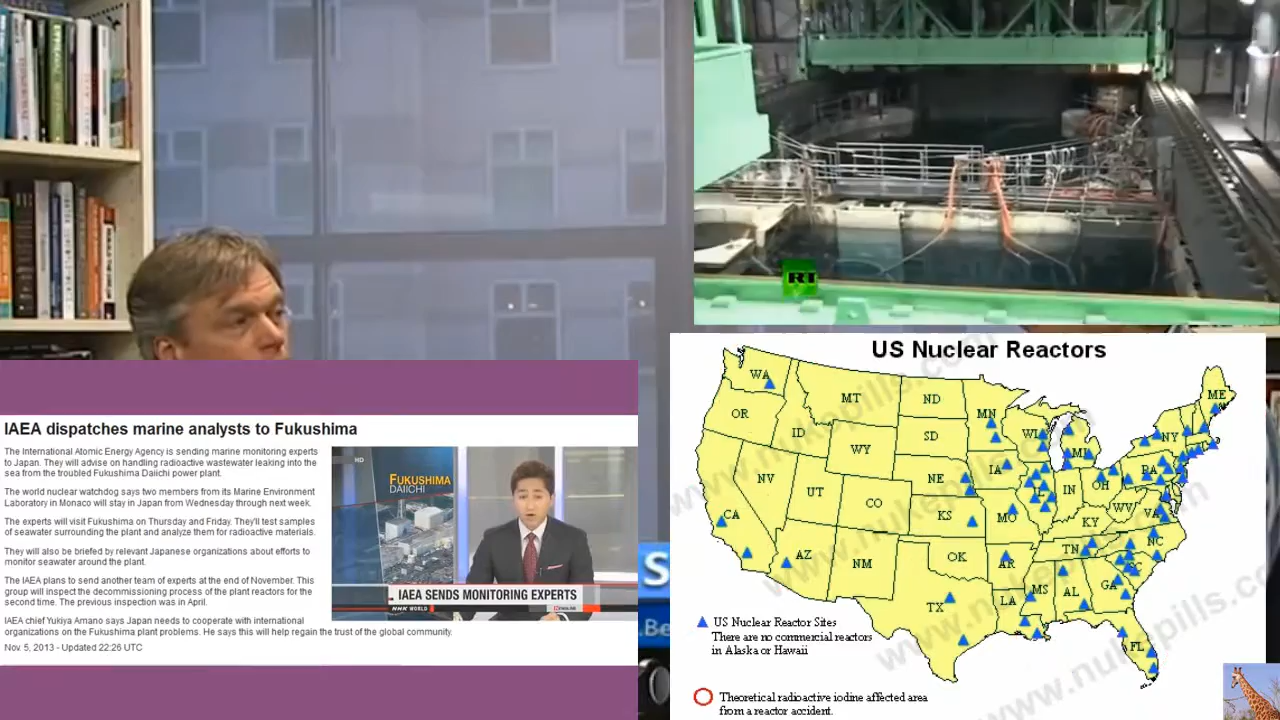 RT
IAEA dispatches marine analysts to Fukushima
The International Atomic Energy Agency is sending marine monitoring experts
to Japan. They will advise on handling radioactive wastewater leaking into the
sea from the troubled Fukushima Daiichi power plant.
The world nuclear watchdog says two members from its Marine Environment
Laboratory in Monaco will stay in Japan from Wednesday through next week.
The experts will visit Fukushima on Thursday and Friday. They'll test samples
of seawater surrounding the plant and analyze them for radioactive materials.
They will also be briefed by relevant Japanese organizations about efforts to
monitor seawater around the plant.
The IAEA plans to send another team of experts at the end of November. This
group will inspect the decommissioning process of the plant reactors for the
second time. The previous inspection was in April.
IAEA chief Yukiya Amano says Japan needs to cooperate with international
organizations on the Fukushima plant problems. He says this will help regain the trust of the global community.
Nov. 5, 2013 - Updated 22:26 UTC
HD
FUKUSHIMA
DAIICHI
IAEA SENDS MONITORING EXPERTS
NHK WORLD
S
.Be
US Nuclear Reactors
WA
MT
ND
MN
ME
OR
ID
SD
WI
NY
WY
MI
IA
PA
NV
NE
OH
UT
IN
CO
WV
CA
KS
MO
VA
KY
NC
AZ
NM
OK
TN
AR
SC
MS
AL
GA
TX
LA
FL
US Nuclear Reactor Sites
There are no commercial reactors
in Alaska or Hawaii
Theoretical radioactive iodine affected area
from a reactor accident.
www.nukepills.com